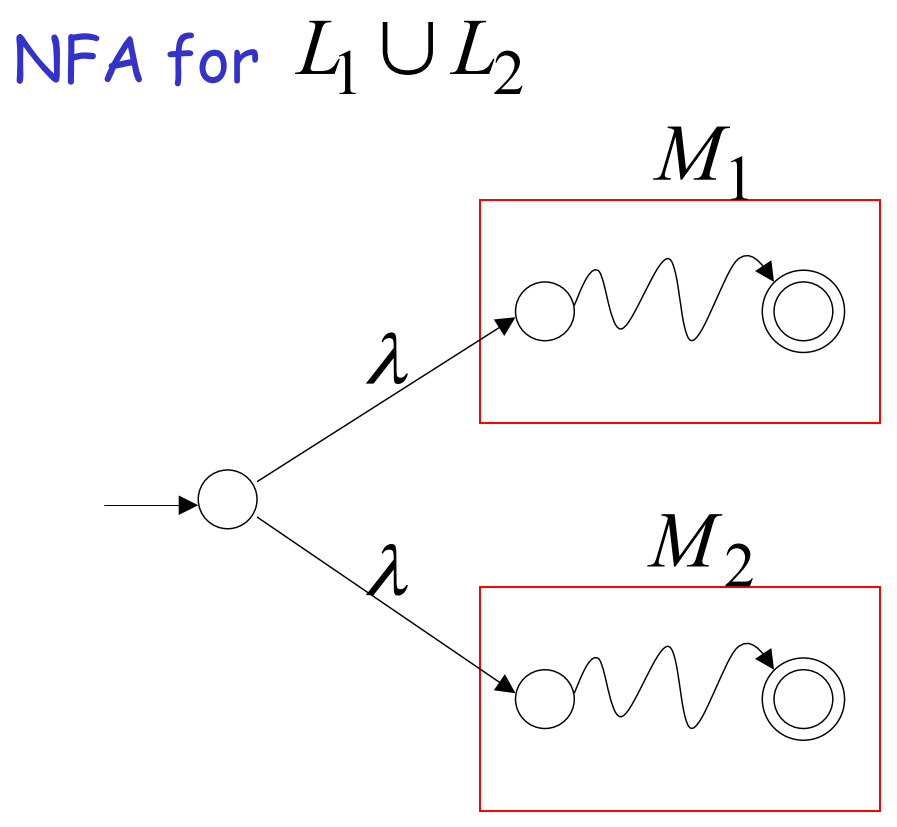 NFA for L₁ ∪ L₂
M₁
λ
λ
M₂